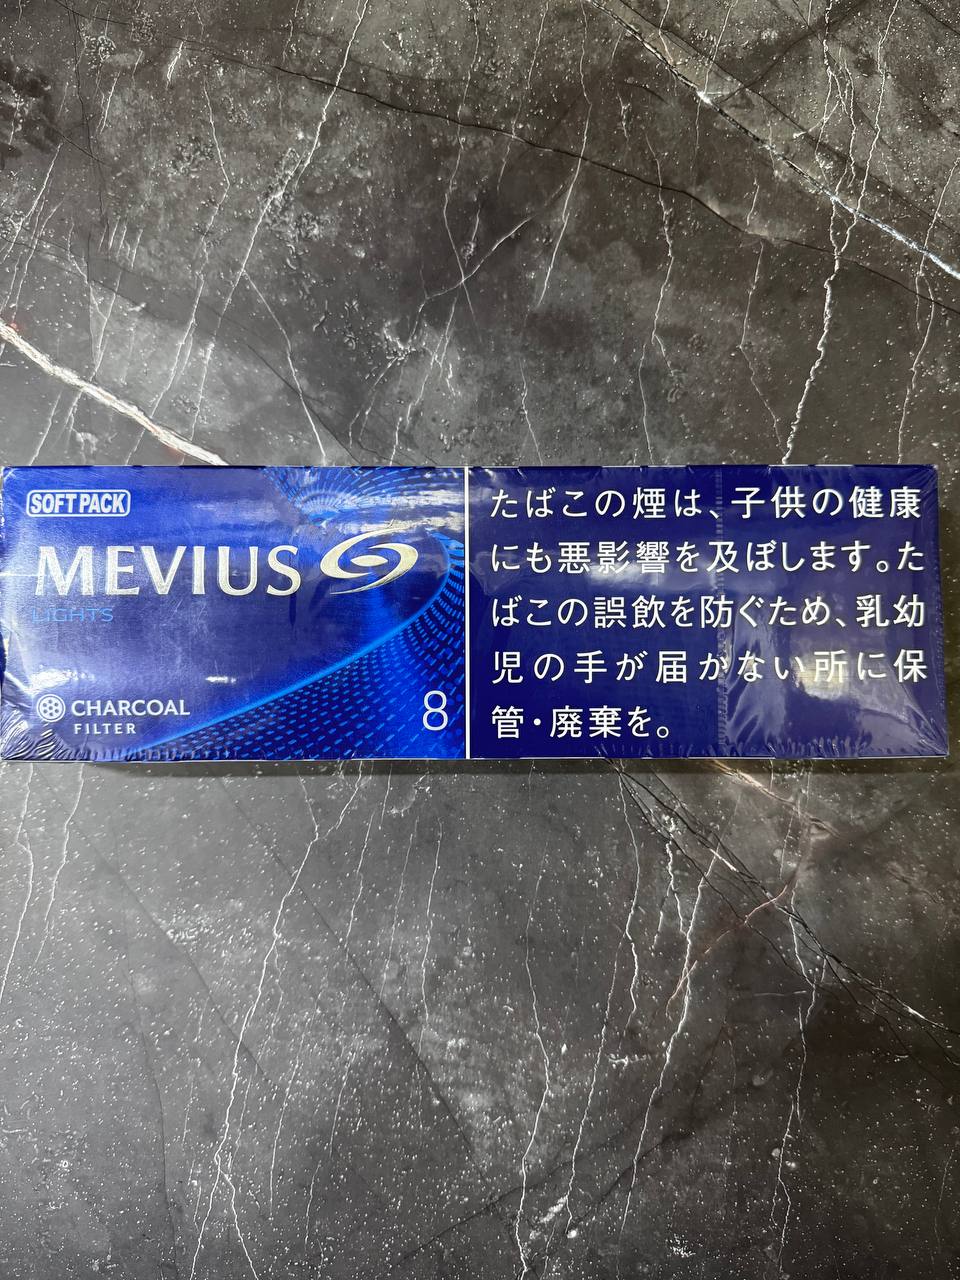 SOFT PACK
MEVIUS
LIGHTS
CHARCOAL
FILTER
8
たばこの煙は、子供の健康
にも悪影響を及ぼします。た
ばこの誤飲を防ぐため、乳幼
児の手が届かない所に保
管・廃棄を。